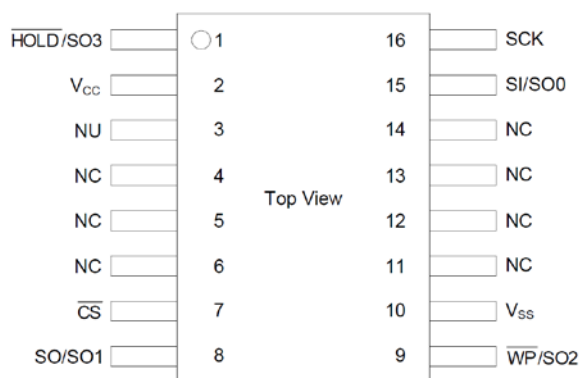 HOLD/SO3 1 16 SCK
VCC 2 15 SI/SO0
NU 3 14 NC
NC 4 13 NC
Top View
NC 5 12 NC
NC 6 11 NC
CS 7 10 VSS
SO/SO1 8 9 WP/SO2